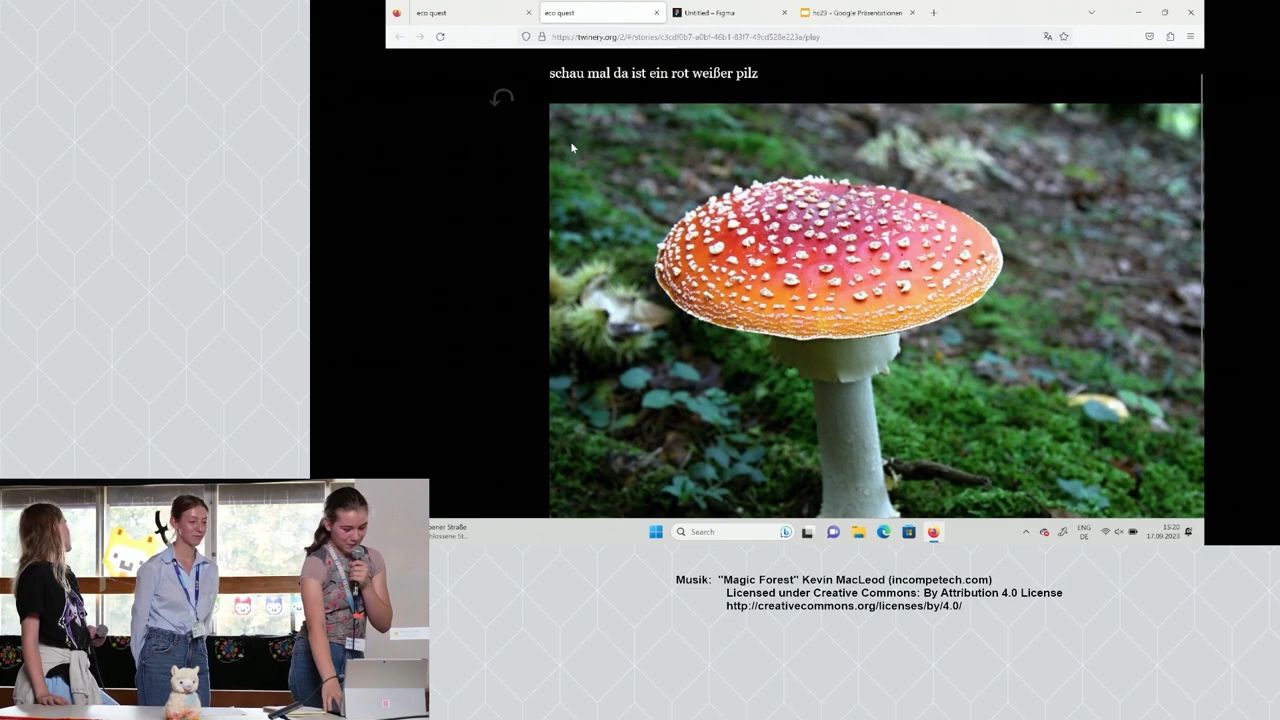 eco quest
eco quest
Untitled – Figma
hc23 - Google Präsentationen
https://twinery.org/2/#/stories/c3cdf0b7-a0bf-46b1-83f7-49cd528e223a/play
schau mal da ist ein rot weißer pilz
Search
ENG
DE
15:20
17.09.2023
Musik: "Magic Forest" Kevin MacLeod (incompetech.com)
Licensed under Creative Commons: By Attribution 4.0 License
http://creativecommons.org/licenses/by/4.0/